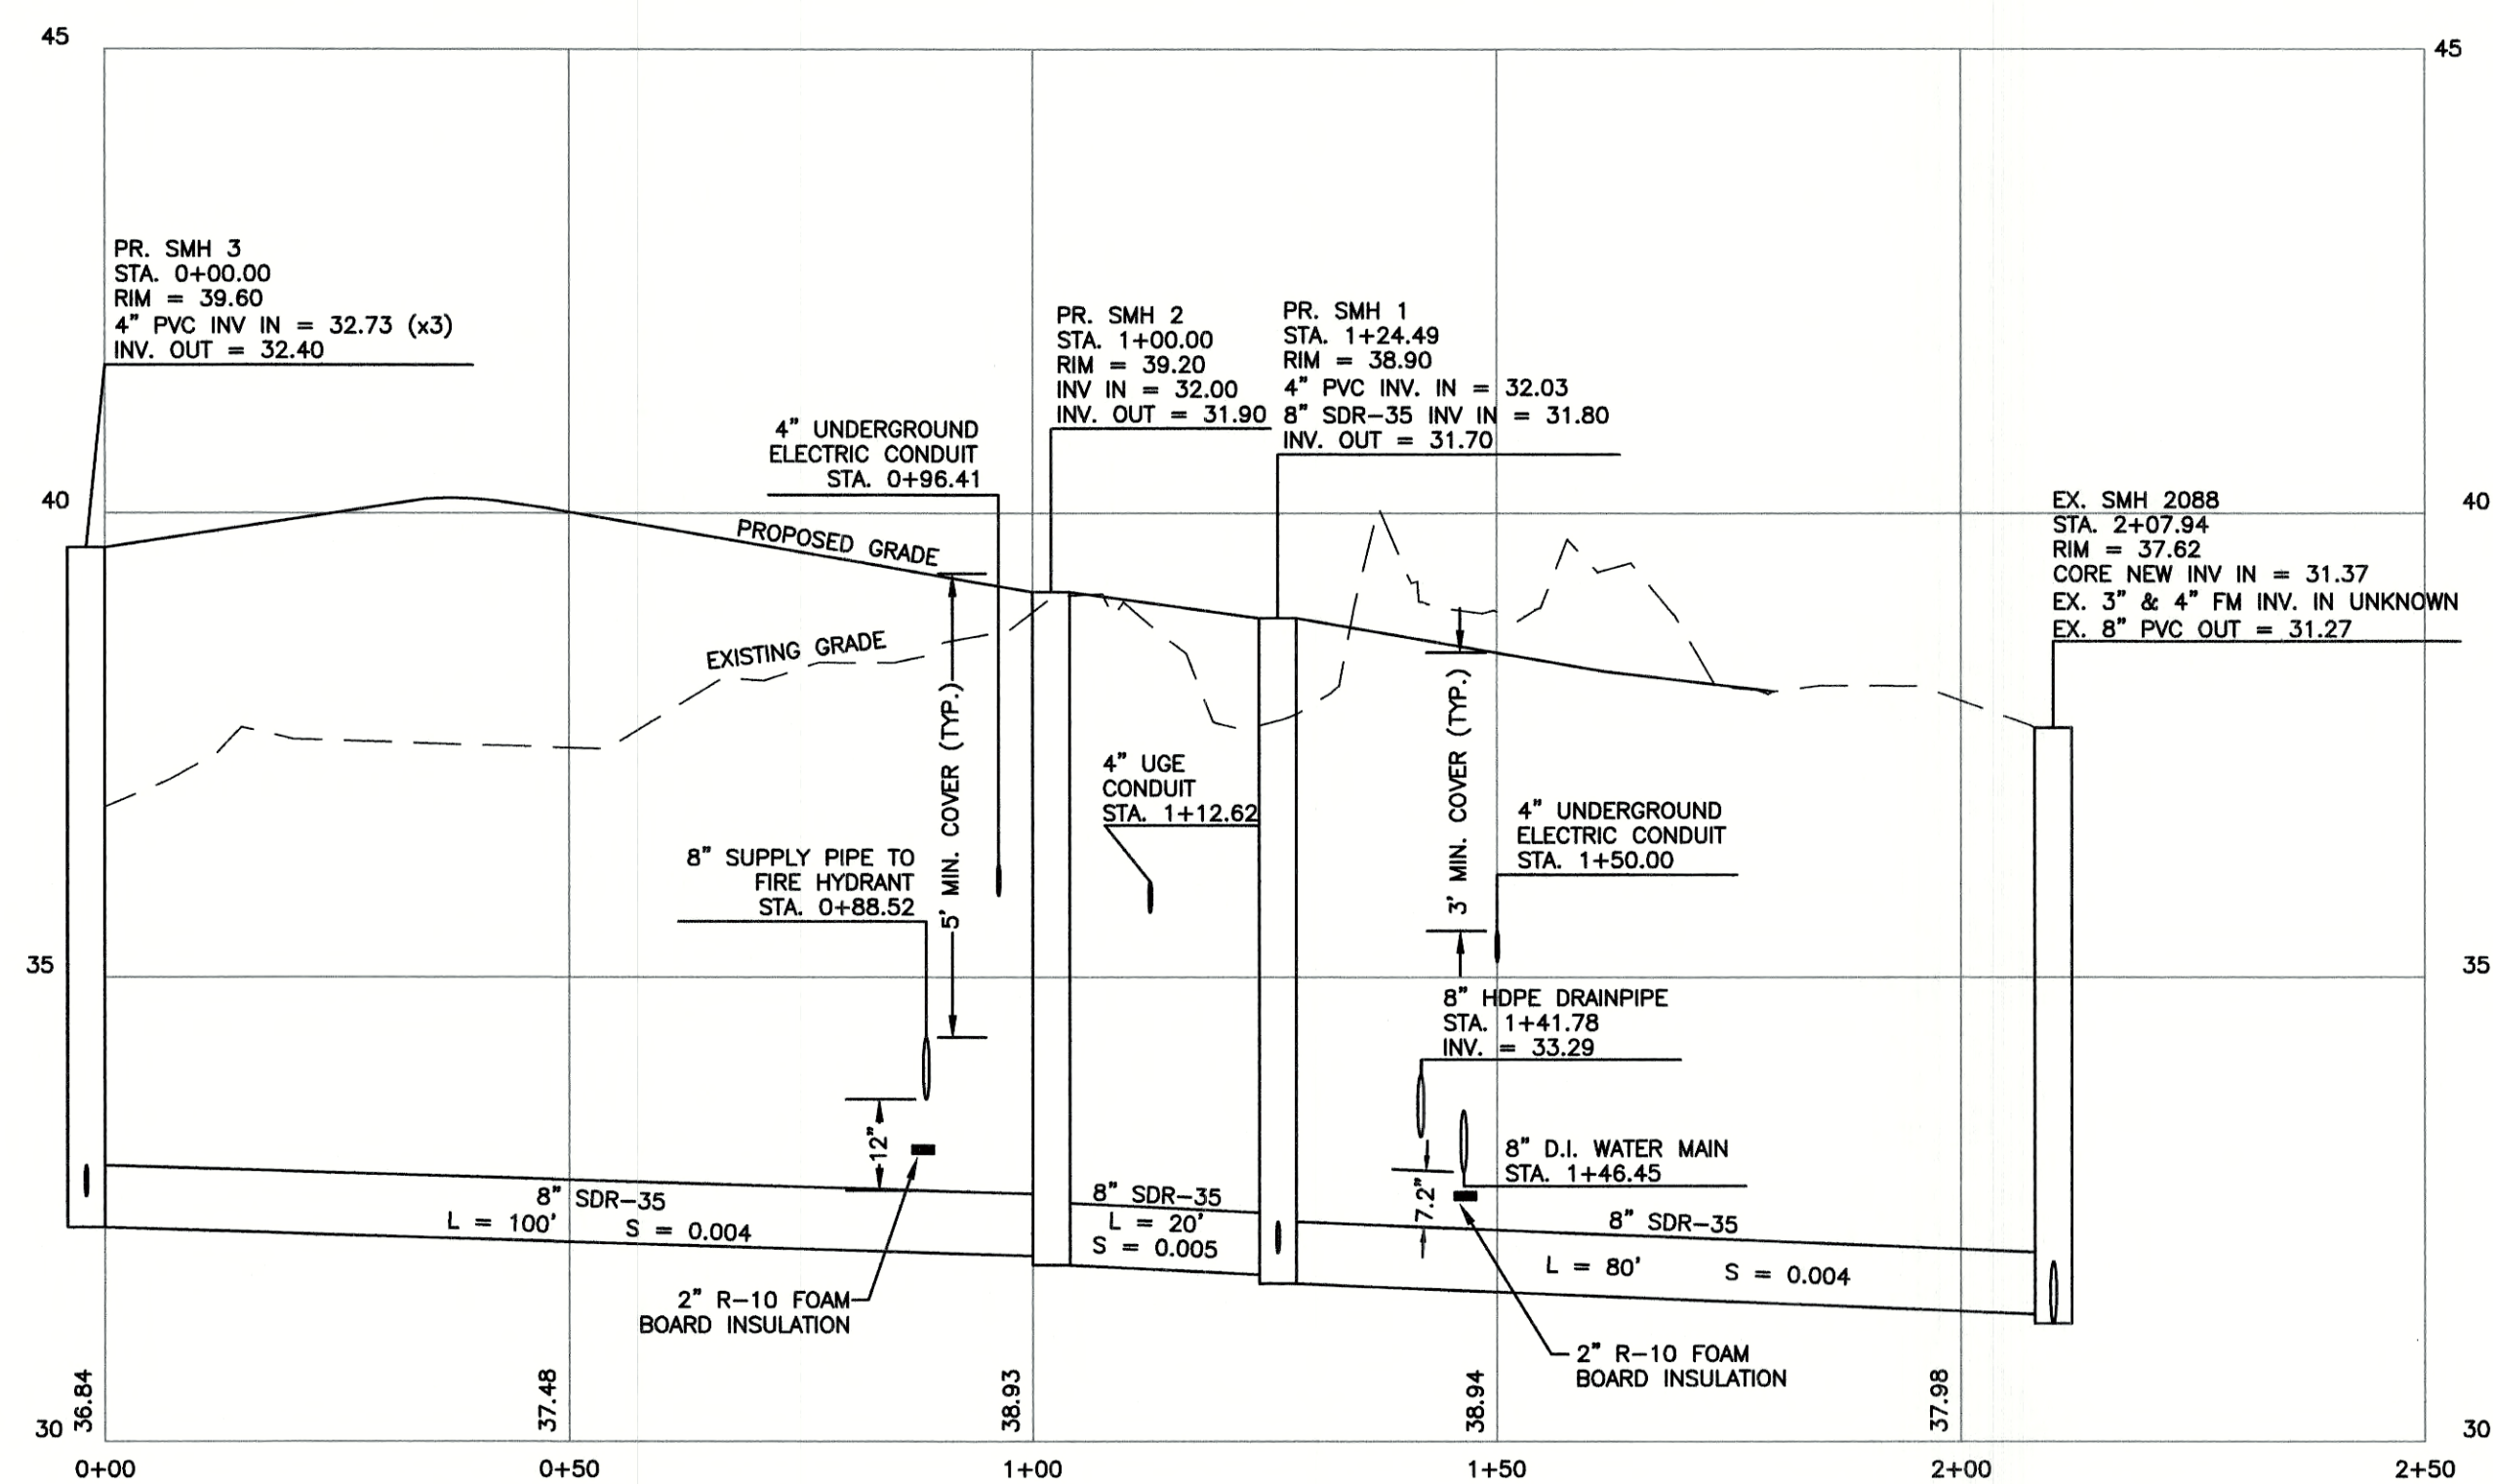 45
45
PR. SMH 3
STA. 0+00.00
RIM = 39.60
4" PVC INV IN = 32.73 (x3)
INV. OUT = 32.40
PR. SMH 2
STA. 1+00.00
RIM = 39.20
INV IN = 32.00
INV. OUT = 31.90
PR. SMH 1
STA. 1+24.49
RIM = 38.90
4" PVC INV. IN = 32.03
8" SDR-35 INV IN = 31.80
INV. OUT = 31.70
4" UNDERGROUND
ELECTRIC CONDUIT
STA. 0+96.41
40
40
EX. SMH 2088
STA. 2+07.94
RIM = 37.62
CORE NEW INV IN = 31.37
EX. 3" & 4" FM INV. IN UNKNOWN
EX. 8" PVC OUT = 31.27
PROPOSED GRADE
EXISTING GRADE
5' MIN. COVER (TYP.)
3' MIN. COVER (TYP.)
4" UGE
CONDUIT
STA. 1+12.62
4" UNDERGROUND
ELECTRIC CONDUIT
STA. 1+50.00
8" SUPPLY PIPE TO
FIRE HYDRANT
STA. 0+88.52
35
35
8" HDPE DRAINPIPE
STA. 1+41.78
INV. = 33.29
12"
8" D.I. WATER MAIN
STA. 1+46.45
7.2"
8" SDR-35
L = 100' S = 0.004
8" SDR-35
L = 20'
S = 0.005
8" SDR-35
L = 80' S = 0.004
2" R-10 FOAM
BOARD INSULATION
2" R-10 FOAM
BOARD INSULATION
36.84
37.48
38.93
38.94
37.98
30
30
0+00
0+50
1+00
1+50
2+00
2+50